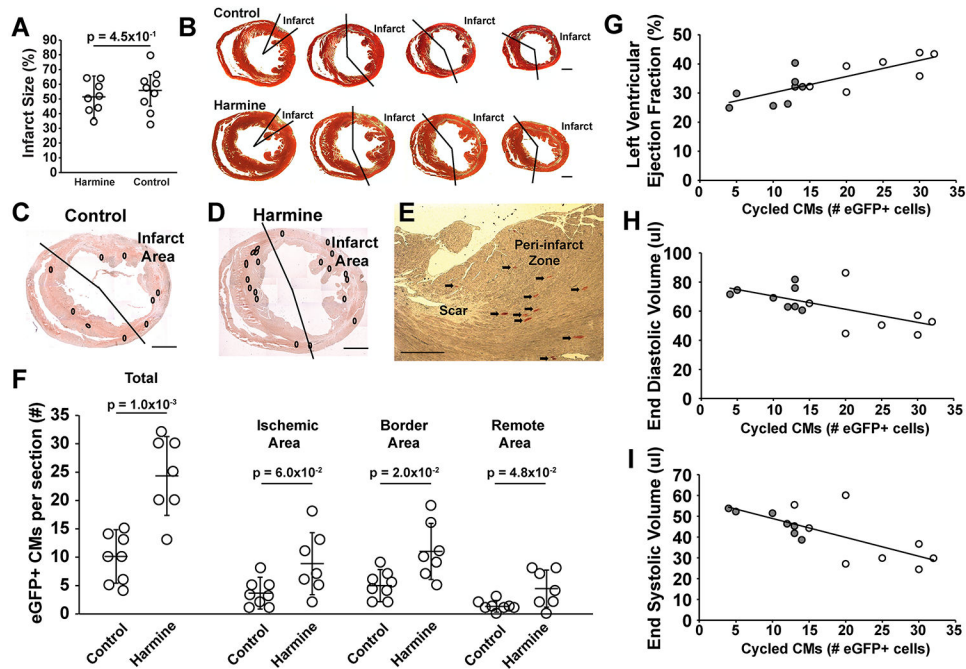 A
p = 4.5x10-1
Infarct Size (%)
100
90
80
70
60
50
40
30
20
10
0
Harmine
Control
B
Control
Infarct
Infarct
Infarct
Infarct
Harmine
Infarct
Infarct
Infarct
Infarct
C
Control
Infarct
Area
D
Harmine
Infarct
Area
E
Peri-infarct
Zone
Scar
F
Total
p = 1.0x10-3
Ischemic
Area
p = 6.0x10-2
Border
Area
p = 2.0x10-2
Remote
Area
p = 4.8x10-2
eGFP+ CMs per section (#)
35
30
25
20
15
10
5
0
Control
Harmine
Control
Harmine
Control
Harmine
Control
Harmine
G
Left Ventricular
Ejection Fraction (%)
50
40
30
20
10
0
0 5 10 15 20 25 30 35
Cycled CMs (# eGFP+ cells)
H
End Diastolic Volume (ul)
100
80
60
40
20
0
0 5 10 15 20 25 30 35
Cycled CMs (# eGFP+ cells)
I
End Systolic Volume (ul)
70
60
50
40
30
20
10
0
0 5 10 15 20 25 30 35
Cycled CMs (# eGFP+ cells)